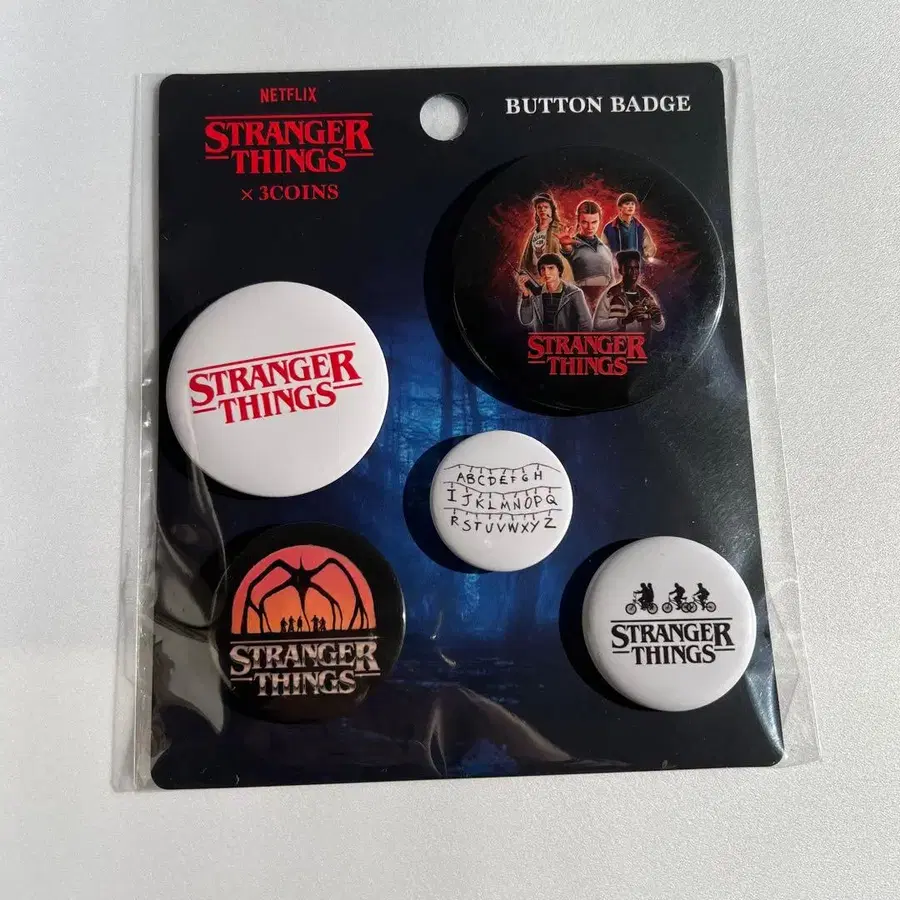 NETFLIX
STRANGER
THINGS
× 3COINS
BUTTON BADGE
STRANGER
THINGS
STRANGER
THINGS
ABCDEFGH
IJKLMNOPQ
RSTUVWXYZ
STRANGER
THINGS
STRANGER
THINGS